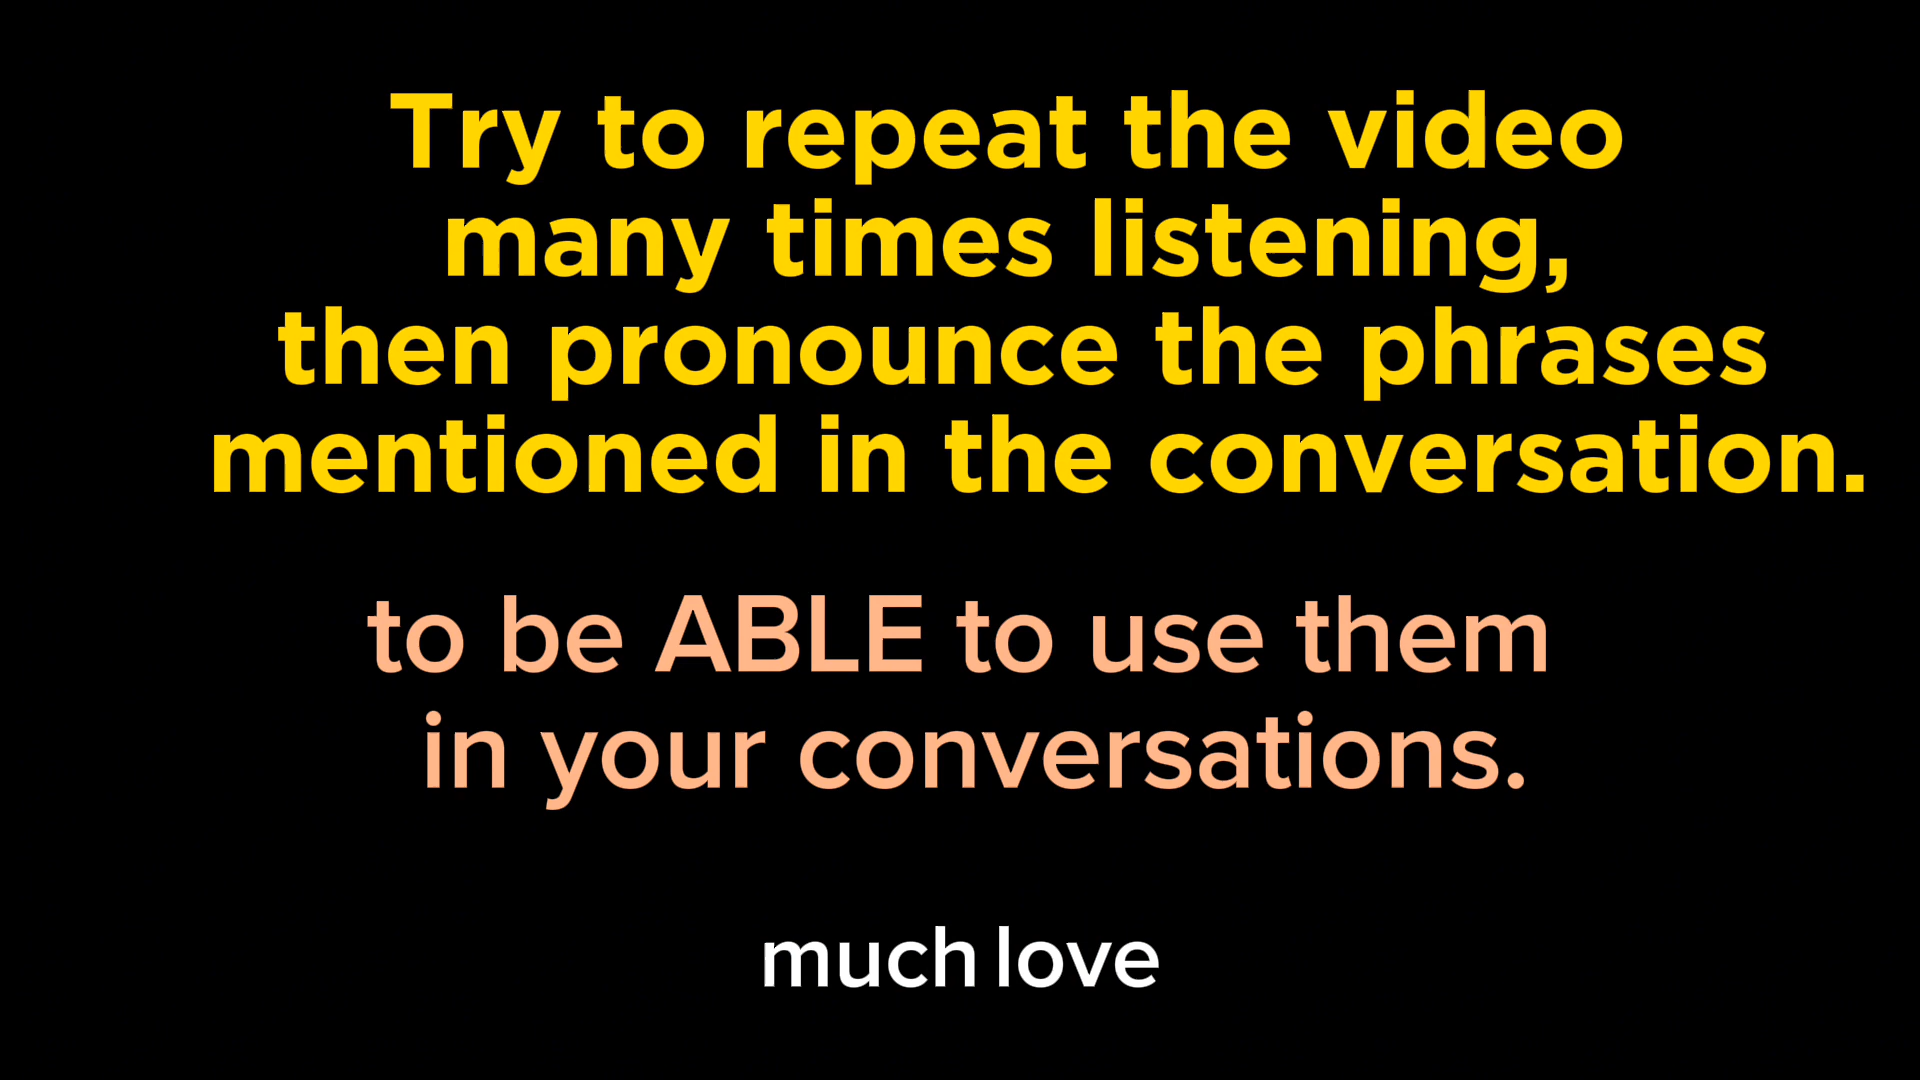 Try to repeat the video
many times listening,
then pronounce the phrases
mentioned in the conversation.
to be ABLE to use them
in your conversations.
much love